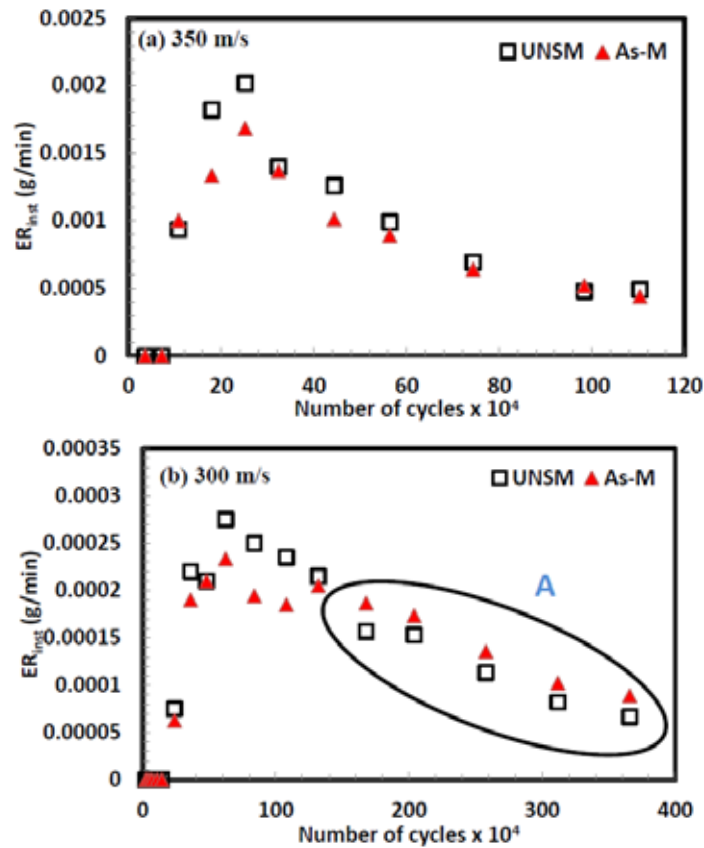 (a) 350 m/s
UNSM As-M
0.0025
0.002
0.0015
0.001
0.0005
0
ER_inst (g/min)
0 20 40 60 80 100 120
Number of cycles x 10⁴
(b) 300 m/s
UNSM As-M
A
0.00035
0.0003
0.00025
0.0002
0.00015
0.0001
0.00005
0
ER_inst (g/min)
0 100 200 300 400
Number of cycles x 10⁴